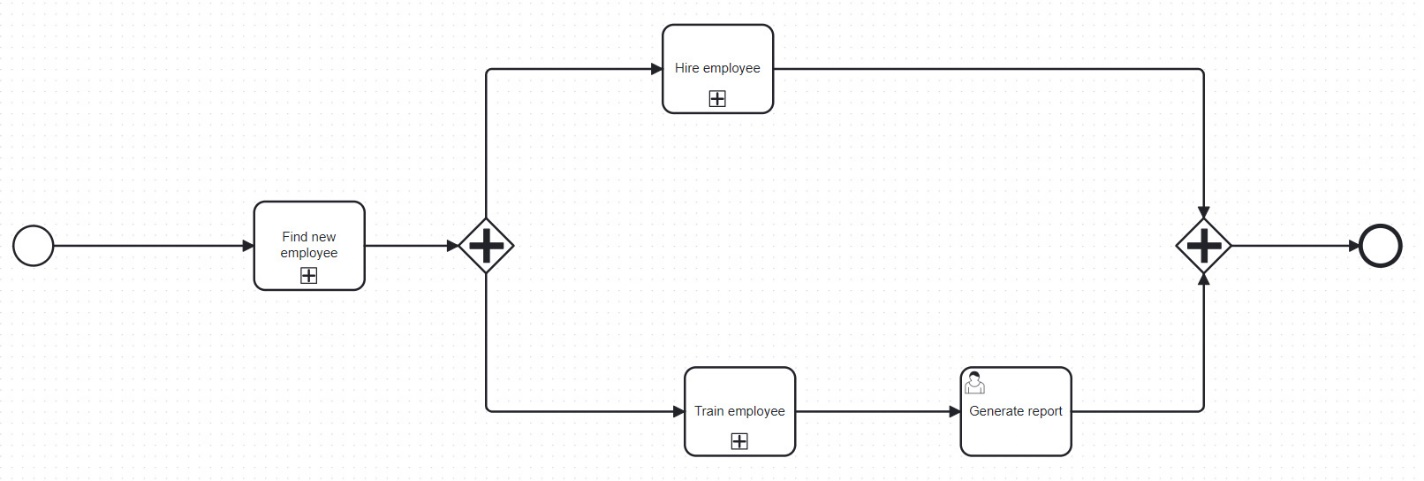 Hire employee
Find new
employee
Train employee
Generate report